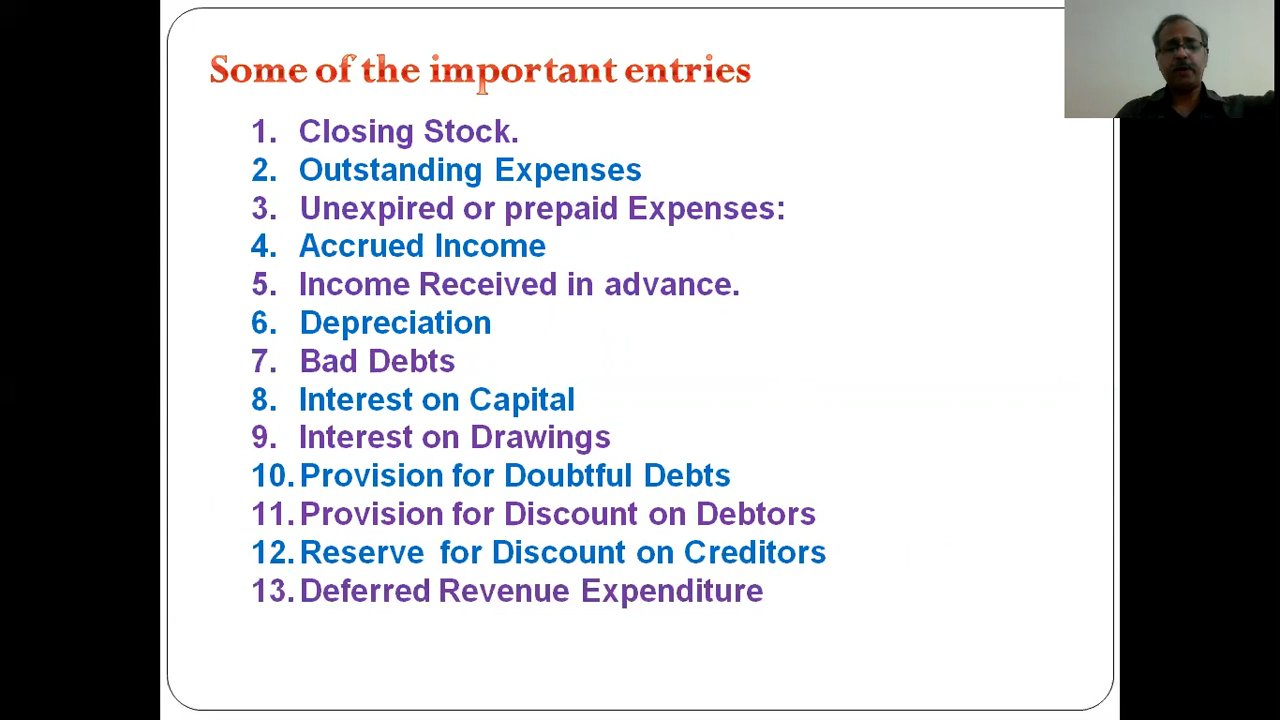 Some of the important entries
1. Closing Stock.
2. Outstanding Expenses
3. Unexpired or prepaid Expenses:
4. Accrued Income
5. Income Received in advance.
6. Depreciation
7. Bad Debts
8. Interest on Capital
9. Interest on Drawings
10. Provision for Doubtful Debts
11. Provision for Discount on Debtors
12. Reserve for Discount on Creditors
13. Deferred Revenue Expenditure